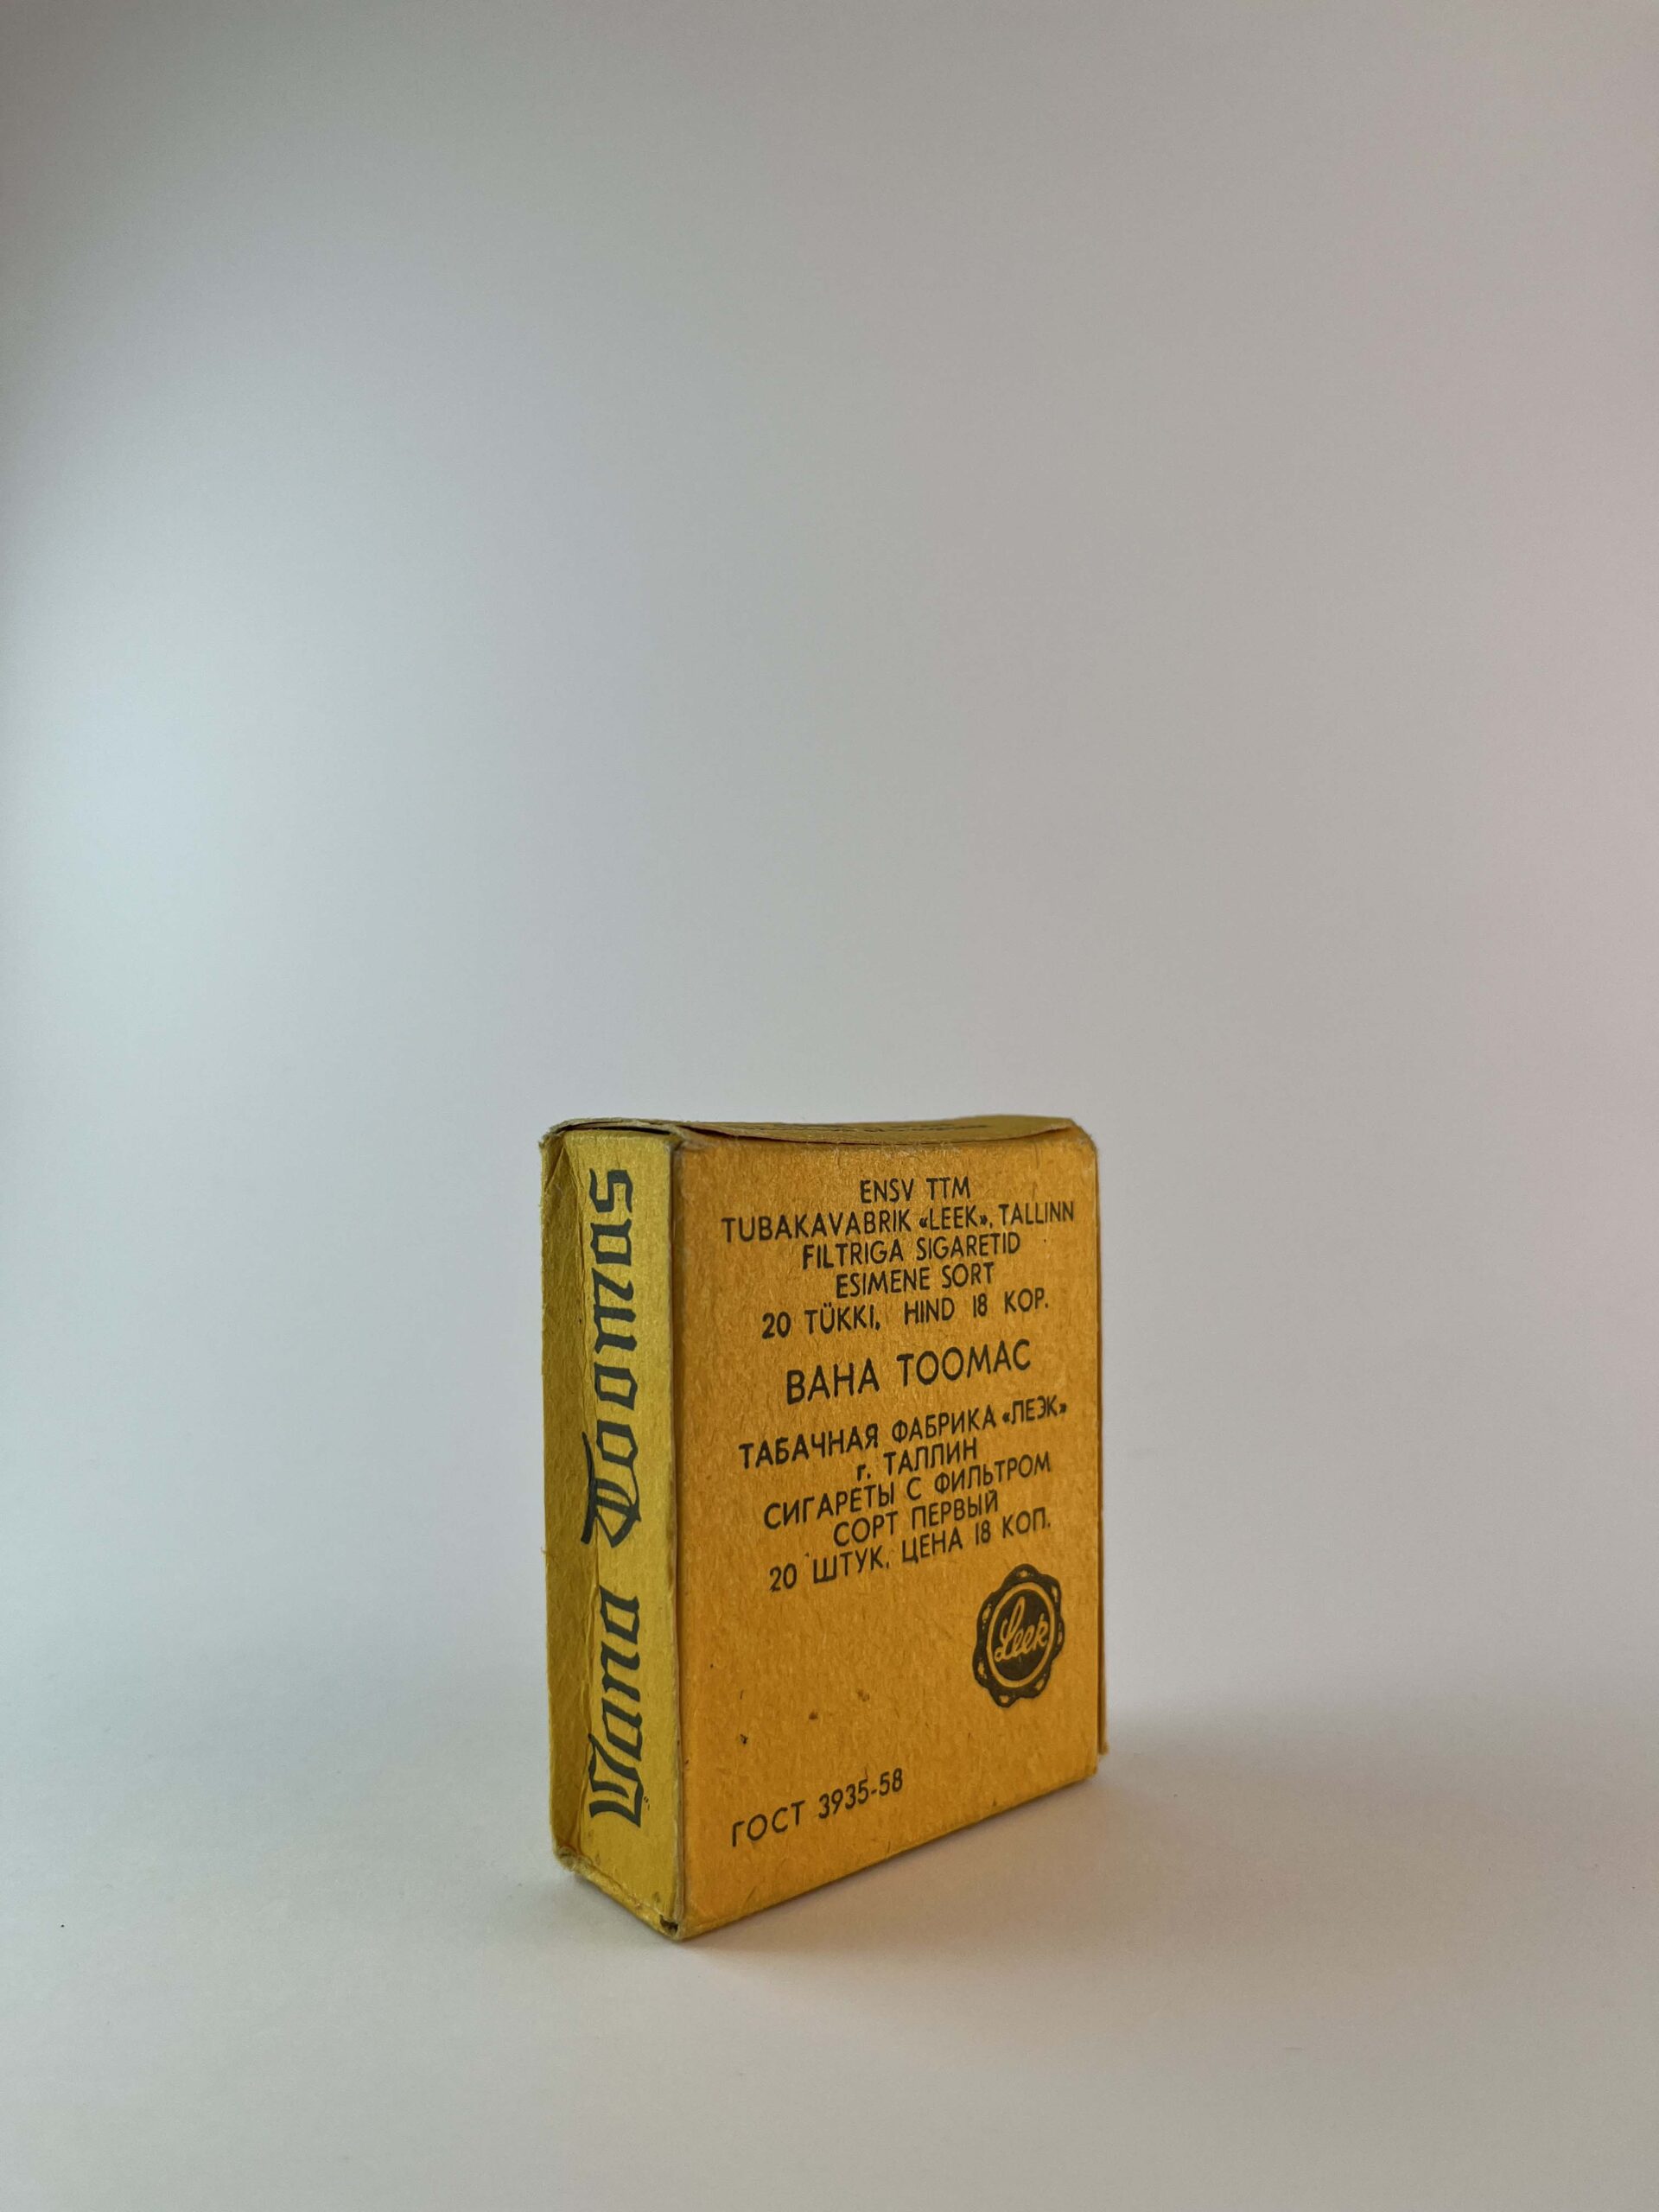 Vana Toomas
ENSV TTM
TUBAKAVABRIK «LEEK», TALLINN
FILTRIGA SIGARETID
ESIMENE SORT
20 TÜKKI, HIND 18 KOP.
ВАНА ТООМАС
ТАБАЧНАЯ ФАБРИКА «ЛЕЭК»
г. ТАЛЛИН
СИГАРЕТЫ С ФИЛЬТРОМ
СОРТ ПЕРВЫЙ
20 ШТУК, ЦЕНА 18 КОП.
Leek
ГОСТ 3935-58